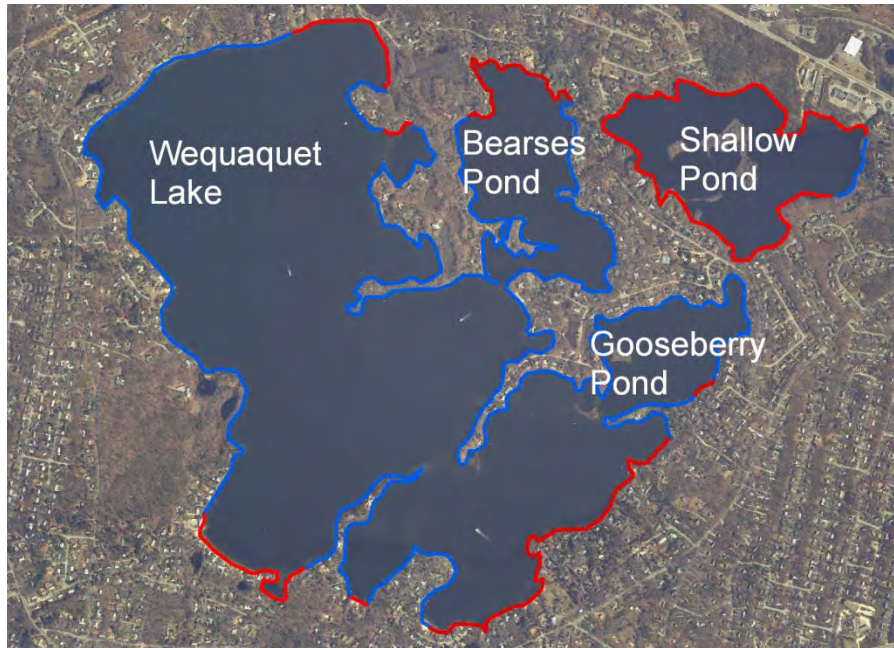 Wequaquet
Lake
Bearses
Pond
Shallow
Pond
Gooseberry
Pond